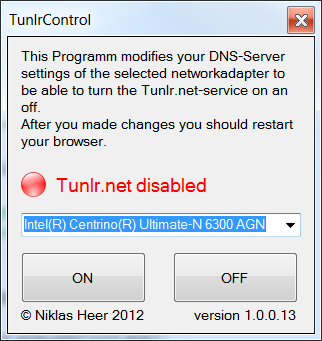 TunlrControl
This Programm modifies your DNS-Server
settings of the selected networkadapter to
be able to turn the Tunlr.net-service on an
off.
After you made changes you should restart
your browser.
Tunlr.net disabled
Intel(R) Centrino(R) Ultimate-N 6300 AGN
ON OFF
© Niklas Heer 2012 version 1.0.0.13